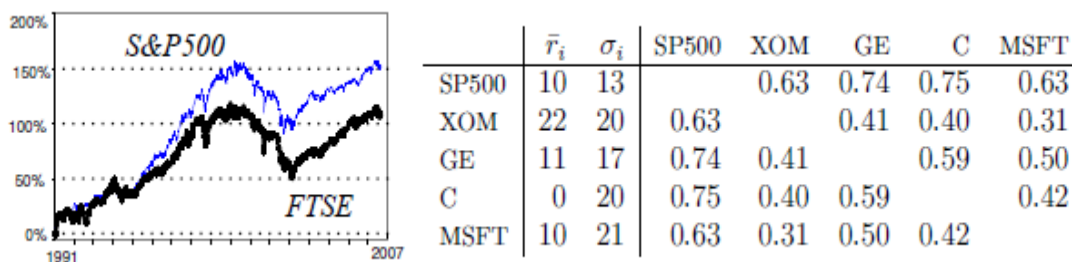 200%
S&P500
150%
100%
50%
FTSE
0%
1991 2007
r̄ᵢ σᵢ SP500 XOM GE C MSFT
SP500 10 13 0.63 0.74 0.75 0.63
XOM 22 20 0.63 0.41 0.40 0.31
GE 11 17 0.74 0.41 0.59 0.50
C 0 20 0.75 0.40 0.59 0.42
MSFT 10 21 0.63 0.31 0.50 0.42